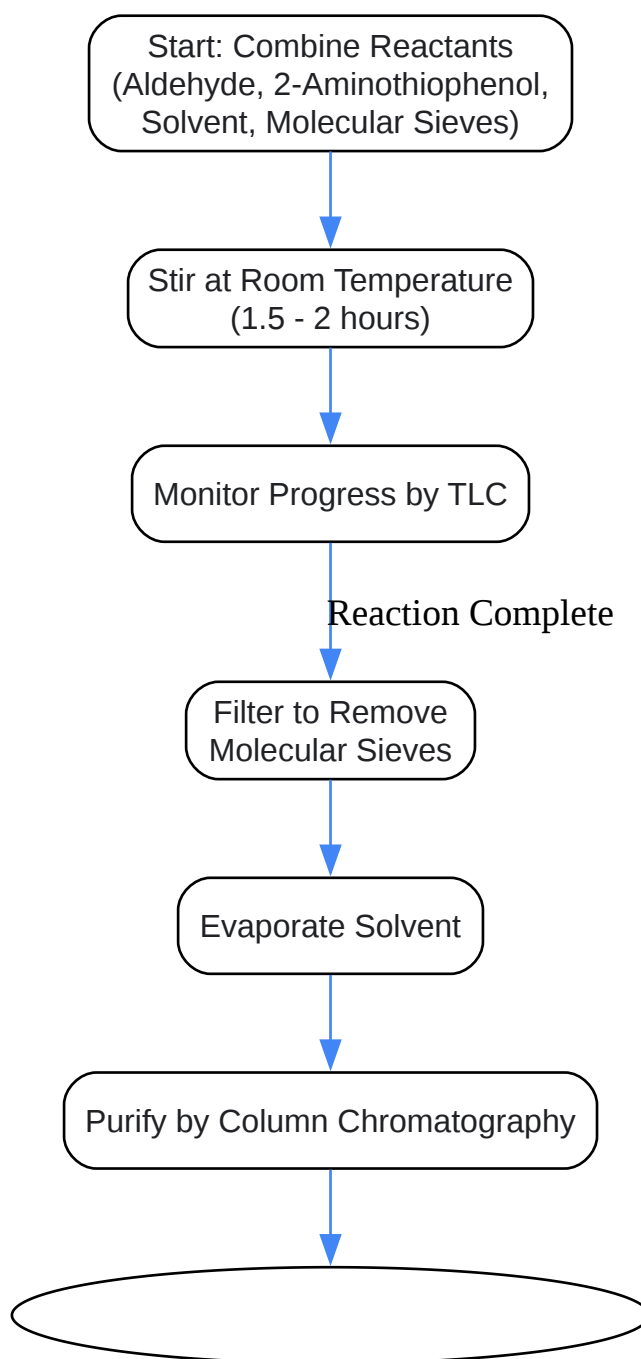 Start: Combine Reactants
(Aldehyde, 2-Aminothiophenol,
Solvent, Molecular Sieves)
Stir at Room Temperature
(1.5 - 2 hours)
Monitor Progress by TLC
Reaction Complete
Filter to Remove
Molecular Sieves
Evaporate Solvent
Purify by Column Chromatography